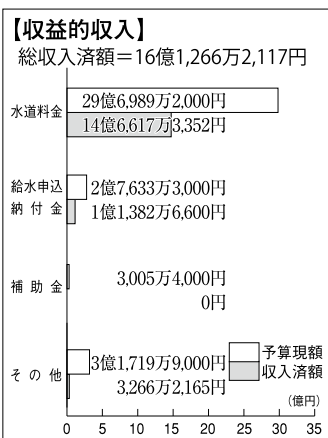 【収益的収入】
総収入済額＝16億1,266万2,117円
水道料金
29億6,989万2,000円
14億6,617万3,352円
給水申込
納付金
2億7,633万3,000円
1億1,382万6,600円
補助金
3,005万4,000円
0円
その他
3億1,719万9,000円
3,266万2,165円
予算現額
収入済額
（億円）
0 5 10 15 20 25 30 35